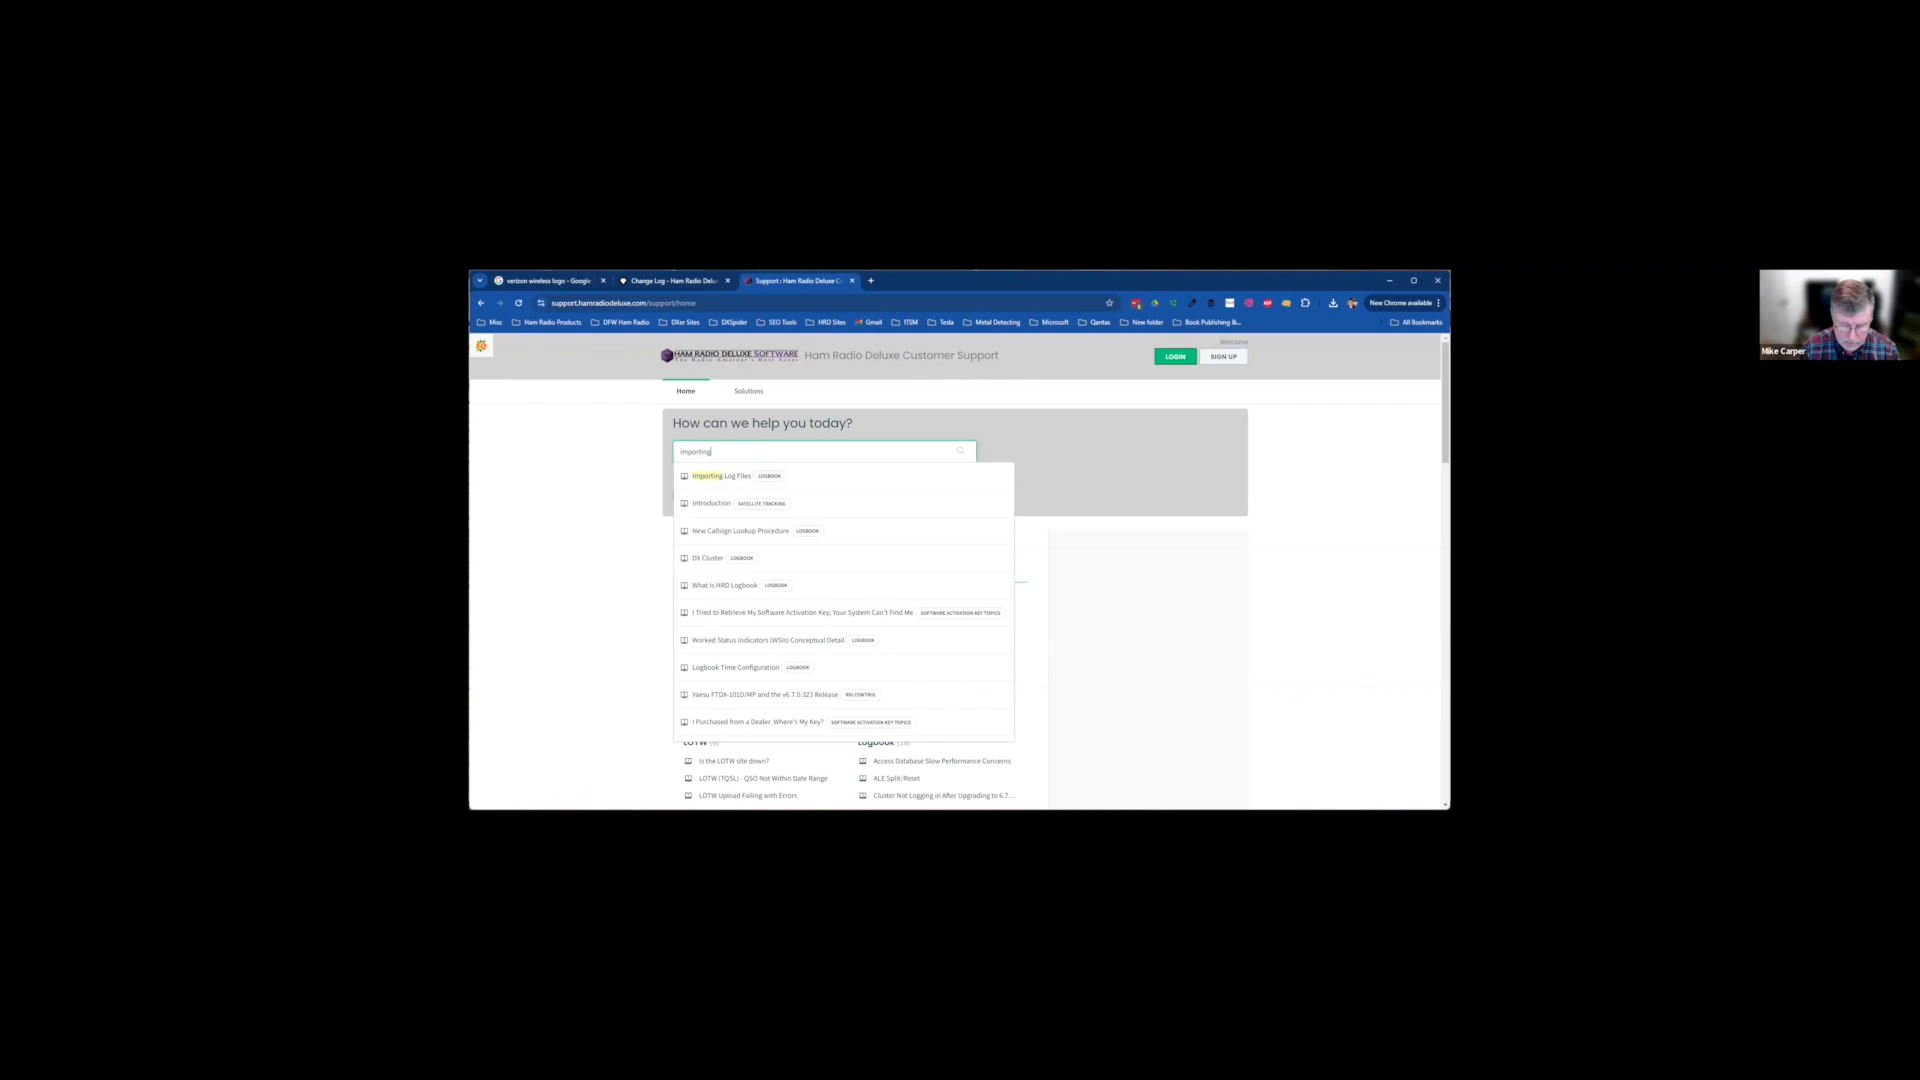 verizon wireless logo - Google
Change Log - Ham Radio Delu
Support : Ham Radio Deluxe C
support.hamradiodeluxe.com/support/home
New Chrome available
Misc
Ham Radio Products
DFW Ham Radio
DXer Sites
DXSpider
SEO Tools
HRD Sites
Gmail
ITSM
Tesla
Metal Detecting
Microsoft
Qantas
New folder
Book Publishing &...
All Bookmarks
HAM RADIO DELUXE SOFTWARE
The Radio Amateur's Best Asset
Ham Radio Deluxe Customer Support
Welcome
LOGIN
SIGN UP
Home
Solutions
How can we help you today?
importing
Importing Log Files LOGBOOK
Introduction SATELLITE TRACKING
New Callsign Lookup Procedure LOGBOOK
DX Cluster LOGBOOK
What is HRD Logbook LOGBOOK
I Tried to Retrieve My Software Activation Key; Your System Can't Find Me SOFTWARE ACTIVATION KEY TOPICS
Worked Status Indicators (WSIs) Conceptual Detail LOGBOOK
Logbook Time Configuration LOGBOOK
Yaesu FTDX-101D/MP and the v6.7.0.323 Release RIG CONTROL
I Purchased from a Dealer. Where's My Key? SOFTWARE ACTIVATION KEY TOPICS
LOTW (6)
Is the LOTW site down?
LOTW (TQSL) - QSO Not Within Date Range
LOTW Upload Failing with Errors
Logbook (18)
Access Database Slow Performance Concerns
ALE Split/Reset
Cluster Not Logging in After Upgrading to 6.7...
Mike Carper